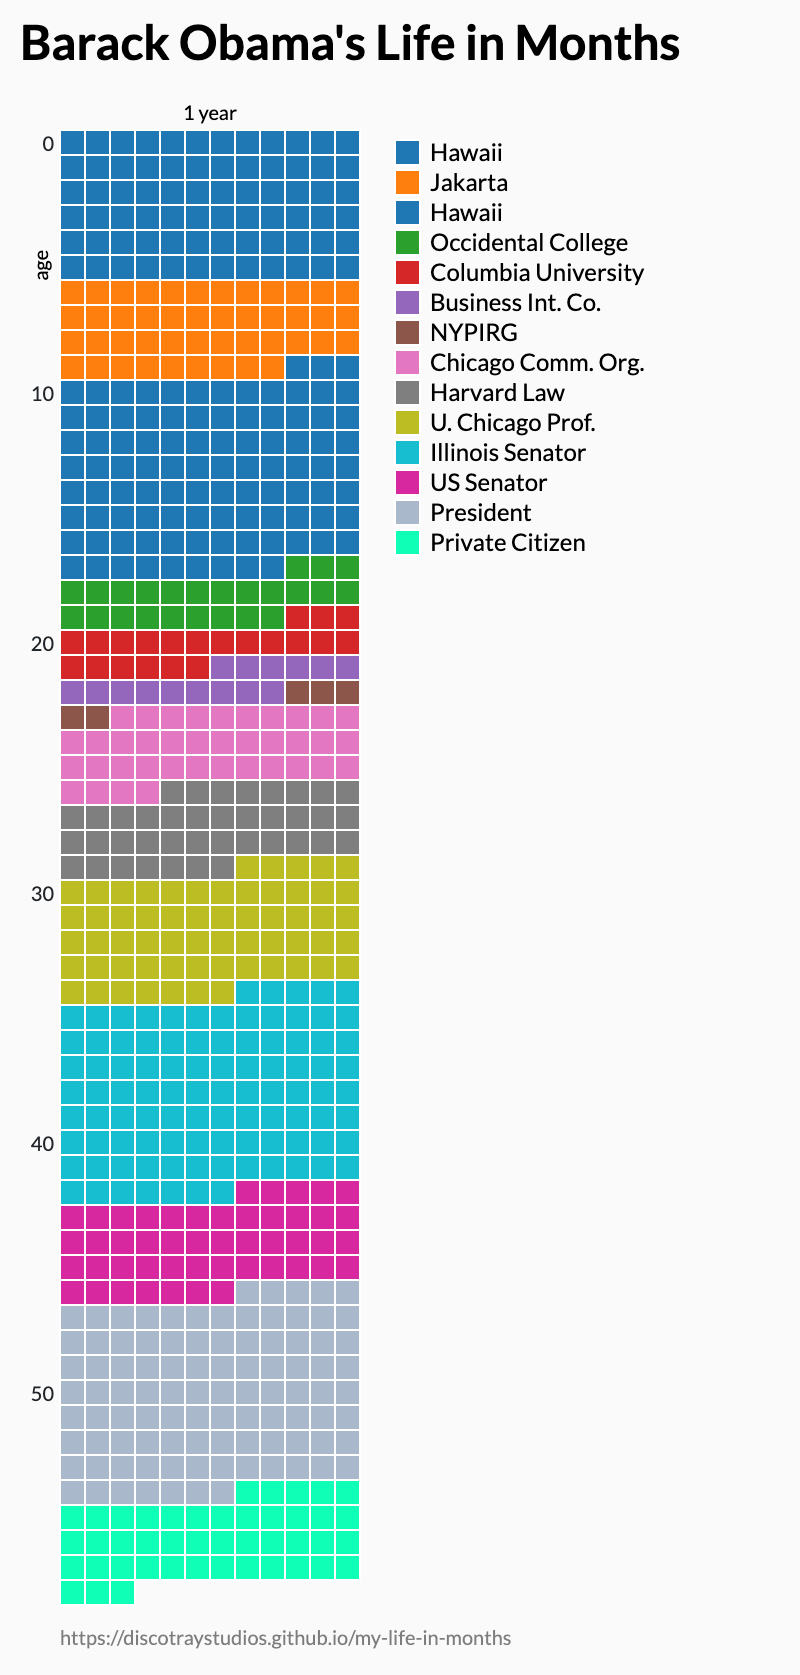 Barack Obama's Life in Months
1 year
0
age
10
20
30
40
50
Hawaii
Jakarta
Hawaii
Occidental College
Columbia University
Business Int. Co.
NYPIRG
Chicago Comm. Org.
Harvard Law
U. Chicago Prof.
Illinois Senator
US Senator
President
Private Citizen
https://discotraystudios.github.io/my-life-in-months